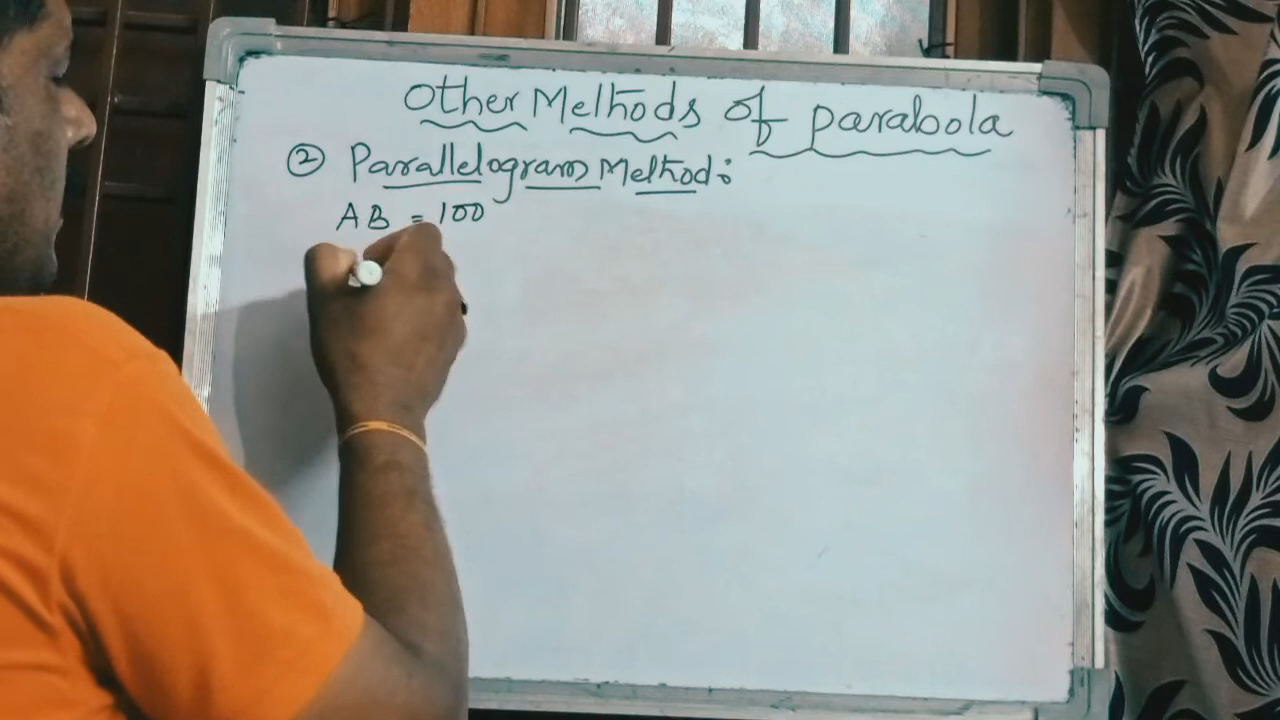 Other Methods of parabola
② Parallelogram Method:
AB = 100